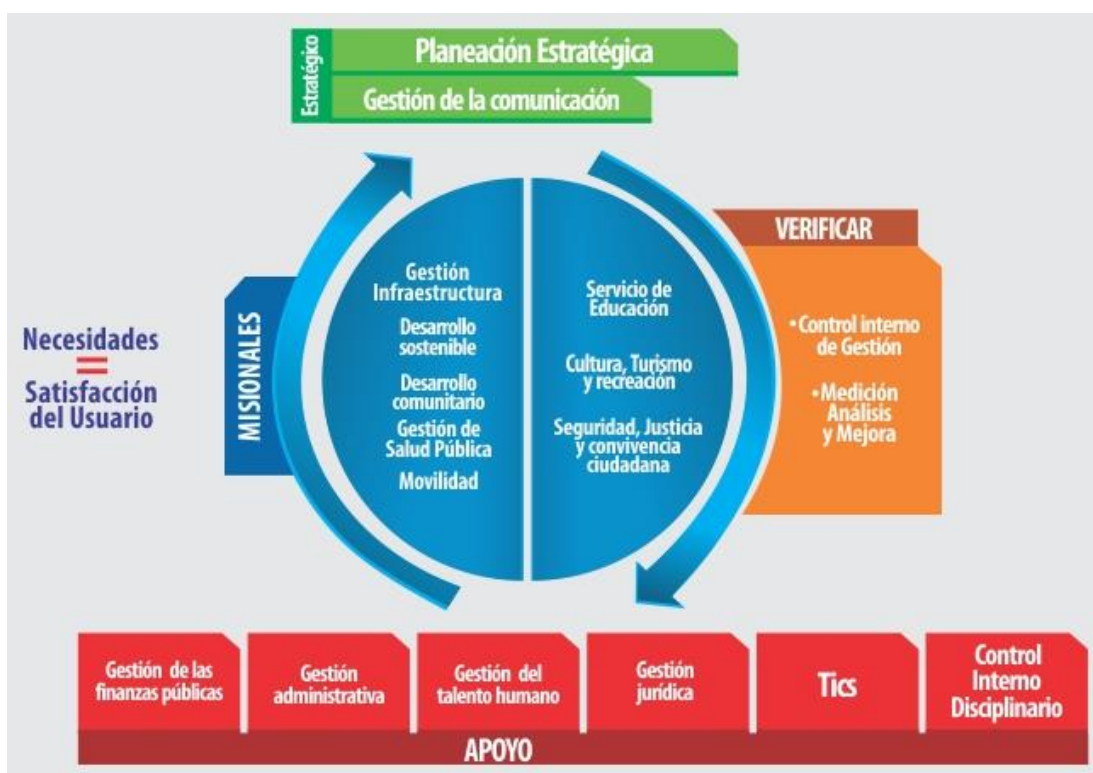 Estratégico
Planeación Estratégica
Gestión de la comunicación
Necesidades
=
Satisfacción
del Usuario
MISIONALES
Gestión
Infraestructura
Desarrollo
sostenible
Desarrollo
comunitario
Gestión de
Salud Pública
Movilidad
Servicio de
Educación
Cultura, Turismo
y recreación
Seguridad, Justicia
y convivencia
ciudadana
VERIFICAR
•Control interno
de Gestión
•Medición
Análisis
y Mejora
Gestión de las
finanzas públicas
Gestión
administrativa
Gestión del
talento humano
Gestión
jurídica
Tics
Control
Interno
Disciplinario
APOYO